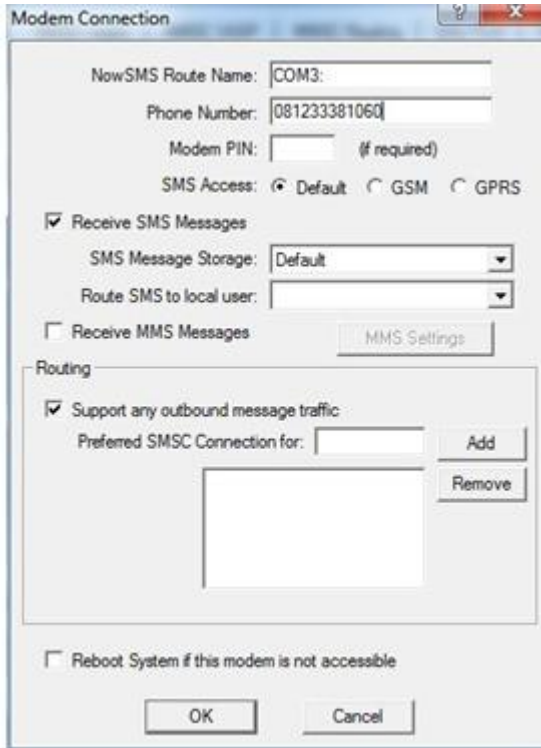 Modem Connection
NowSMS Route Name: COM3:
Phone Number: 081233381060
Modem PIN: (if required)
SMS Access: Default GSM GPRS
Receive SMS Messages
SMS Message Storage: Default
Route SMS to local user:
Receive MMS Messages MMS Settings
Routing
Support any outbound message traffic
Preferred SMSC Connection for: Add
Remove
Reboot System if this modem is not accessible
OK Cancel